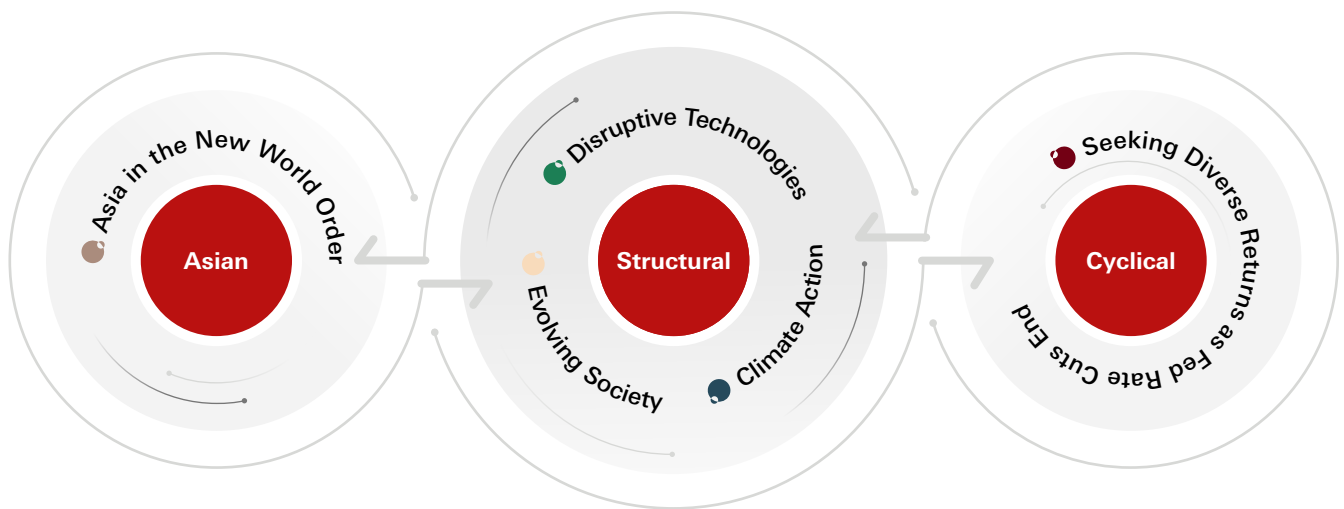 Asia in the New World Order
Asian
Disruptive Technologies
Structural
Evolving Society
Climate Action
Seeking Diverse Returns as Fed Rate Cuts End
Cyclical